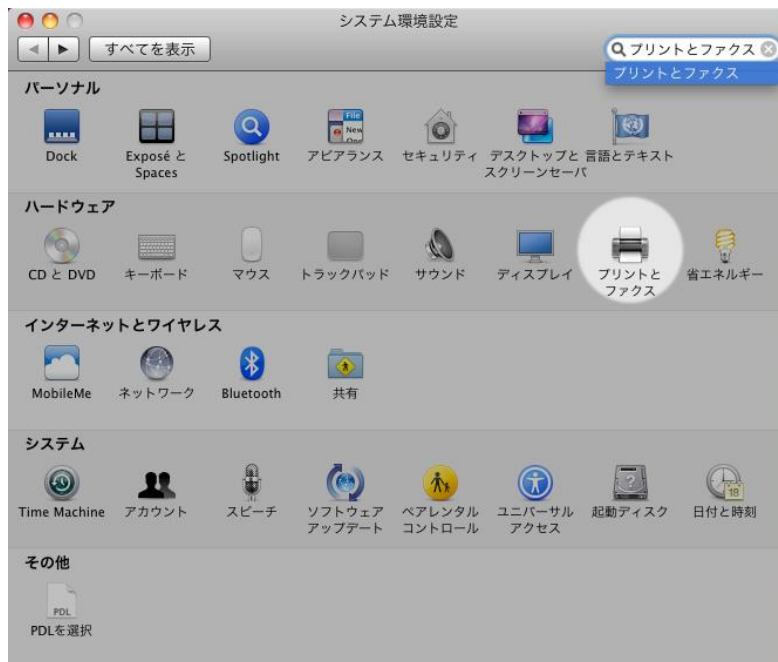 システム環境設定
すべてを表示
プリントとファクス
プリントとファクス
パーソナル
Dock
Exposé と
Spaces
Spotlight
File
New
アピアランス
セキュリティ
デスクトップと
スクリーンセーバ
言語とテキスト
ハードウェア
CD と DVD
キーボード
マウス
トラックパッド
サウンド
ディスプレイ
プリントと
ファクス
省エネルギー
インターネットとワイヤレス
MobileMe
ネットワーク
Bluetooth
共有
システム
Time Machine
アカウント
スピーチ
ソフトウェア
アップデート
ペアレンタル
コントロール
ユニバーサル
アクセス
?
起動ディスク
18
日付と時刻
その他
PDL
PDLを選択